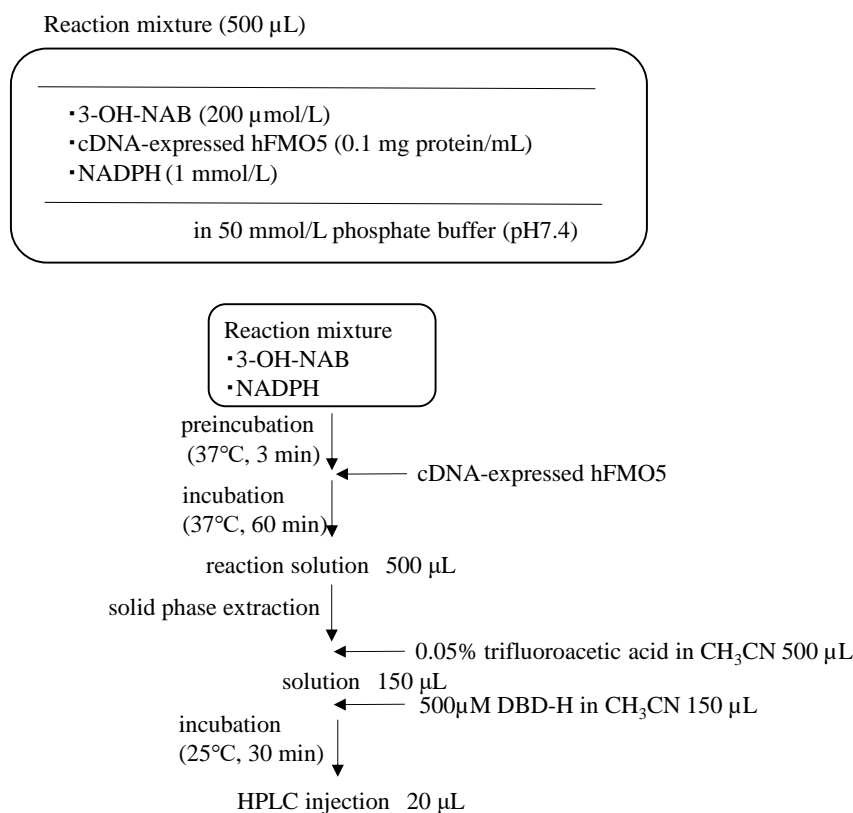 Reaction mixture (500 µL)
・3-OH-NAB (200 µmol/L)
・cDNA-expressed hFMO5 (0.1 mg protein/mL)
・NADPH (1 mmol/L)
in 50 mmol/L phosphate buffer (pH7.4)
Reaction mixture
・3-OH-NAB
・NADPH
preincubation
(37℃, 3 min)
cDNA-expressed hFMO5
incubation
(37℃, 60 min)
reaction solution 500 µL
solid phase extraction
0.05% trifluoroacetic acid in CH₃CN 500 µL
solution 150 µL
500µM DBD-H in CH₃CN 150 µL
incubation
(25℃, 30 min)
HPLC injection 20 µL